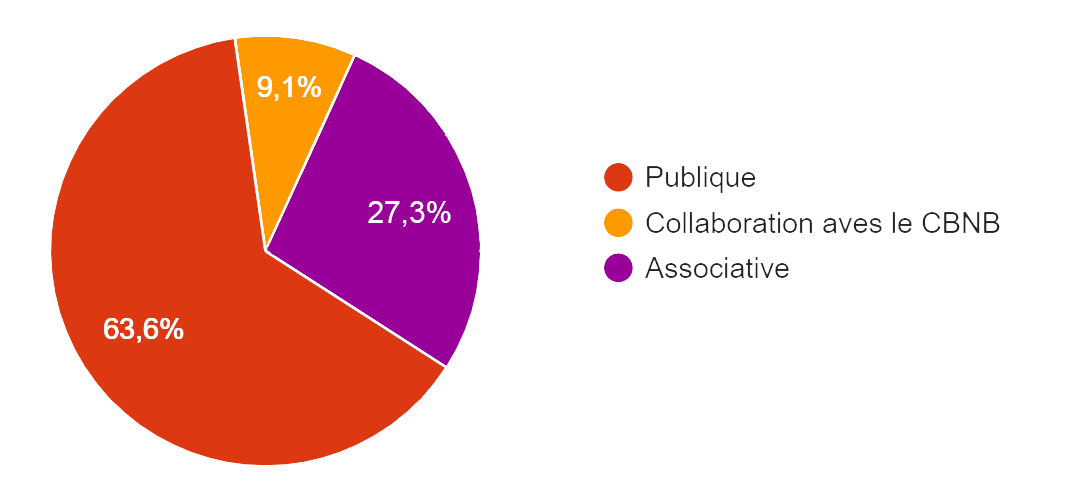 9,1%
27,3%
63,6%
Publique
Collaboration aves le CBNB
Associative